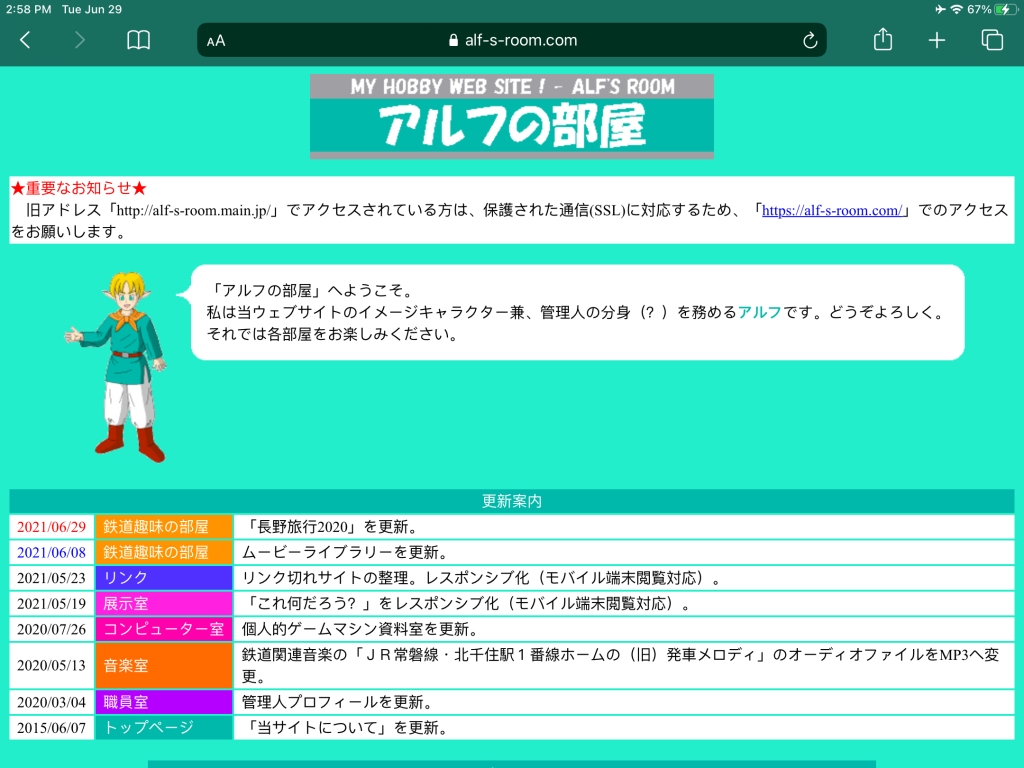 2:58 PM Tue Jun 29
67%
AA alf-s-room.com
MY HOBBY WEB SITE ! - ALF'S ROOM
アルフの部屋
★重要なお知らせ★
旧アドレス「http://alf-s-room.main.jp/」でアクセスされている方は、保護された通信(SSL)に対応するため、「https://alf-s-room.com/」でのアクセス
をお願いします。
「アルフの部屋」へようこそ。
私は当ウェブサイトのイメージキャラクター兼、管理人の分身（？）を務めるアルフです。どうぞよろしく。
それでは各部屋をお楽しみください。
更新案内
2021/06/29 鉄道趣味の部屋 「長野旅行2020」を更新。
2021/06/08 鉄道趣味の部屋 ムービーライブラリーを更新。
2021/05/23 リンク リンク切れサイトの整理。レスポンシブ化（モバイル端末閲覧対応）。
2021/05/19 展示室 「これ何だろう？」をレスポンシブ化（モバイル端末閲覧対応）。
2020/07/26 コンピューター室 個人的ゲームマシン資料室を更新。
2020/05/13 音楽室 鉄道関連音楽の「ＪＲ常磐線・北千住駅１番線ホームの（旧）発車メロディ」のオーディオファイルをMP3へ変
更。
2020/03/04 職員室 管理人プロフィールを更新。
2015/06/07 トップページ 「当サイトについて」を更新。